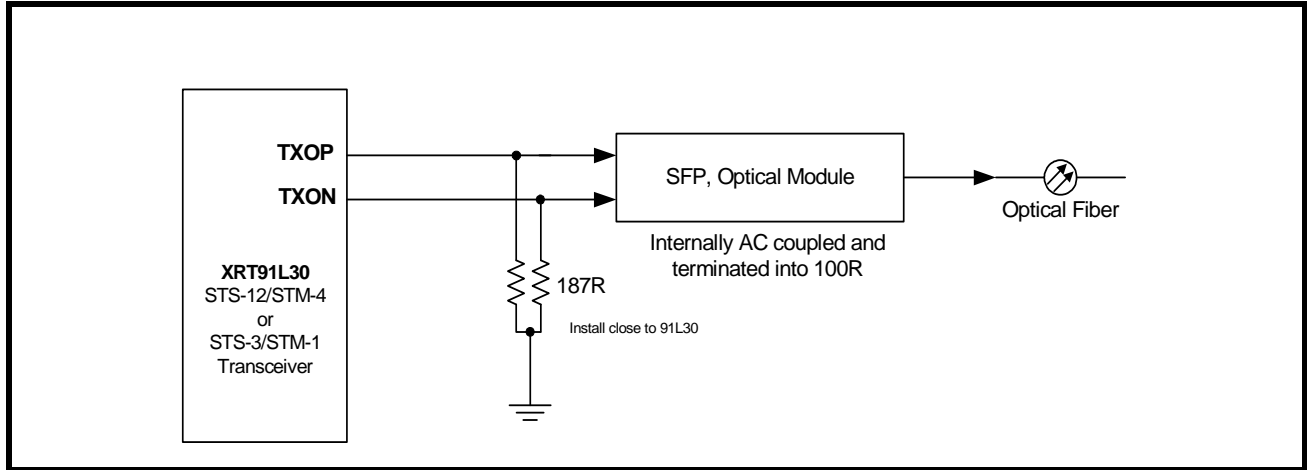 TXOP
TXON
XRT91L30
STS-12/STM-4
or
STS-3/STM-1
Transceiver
187R
Install close to 91L30
SFP, Optical Module
Internally AC coupled and
terminated into 100R
Optical Fiber